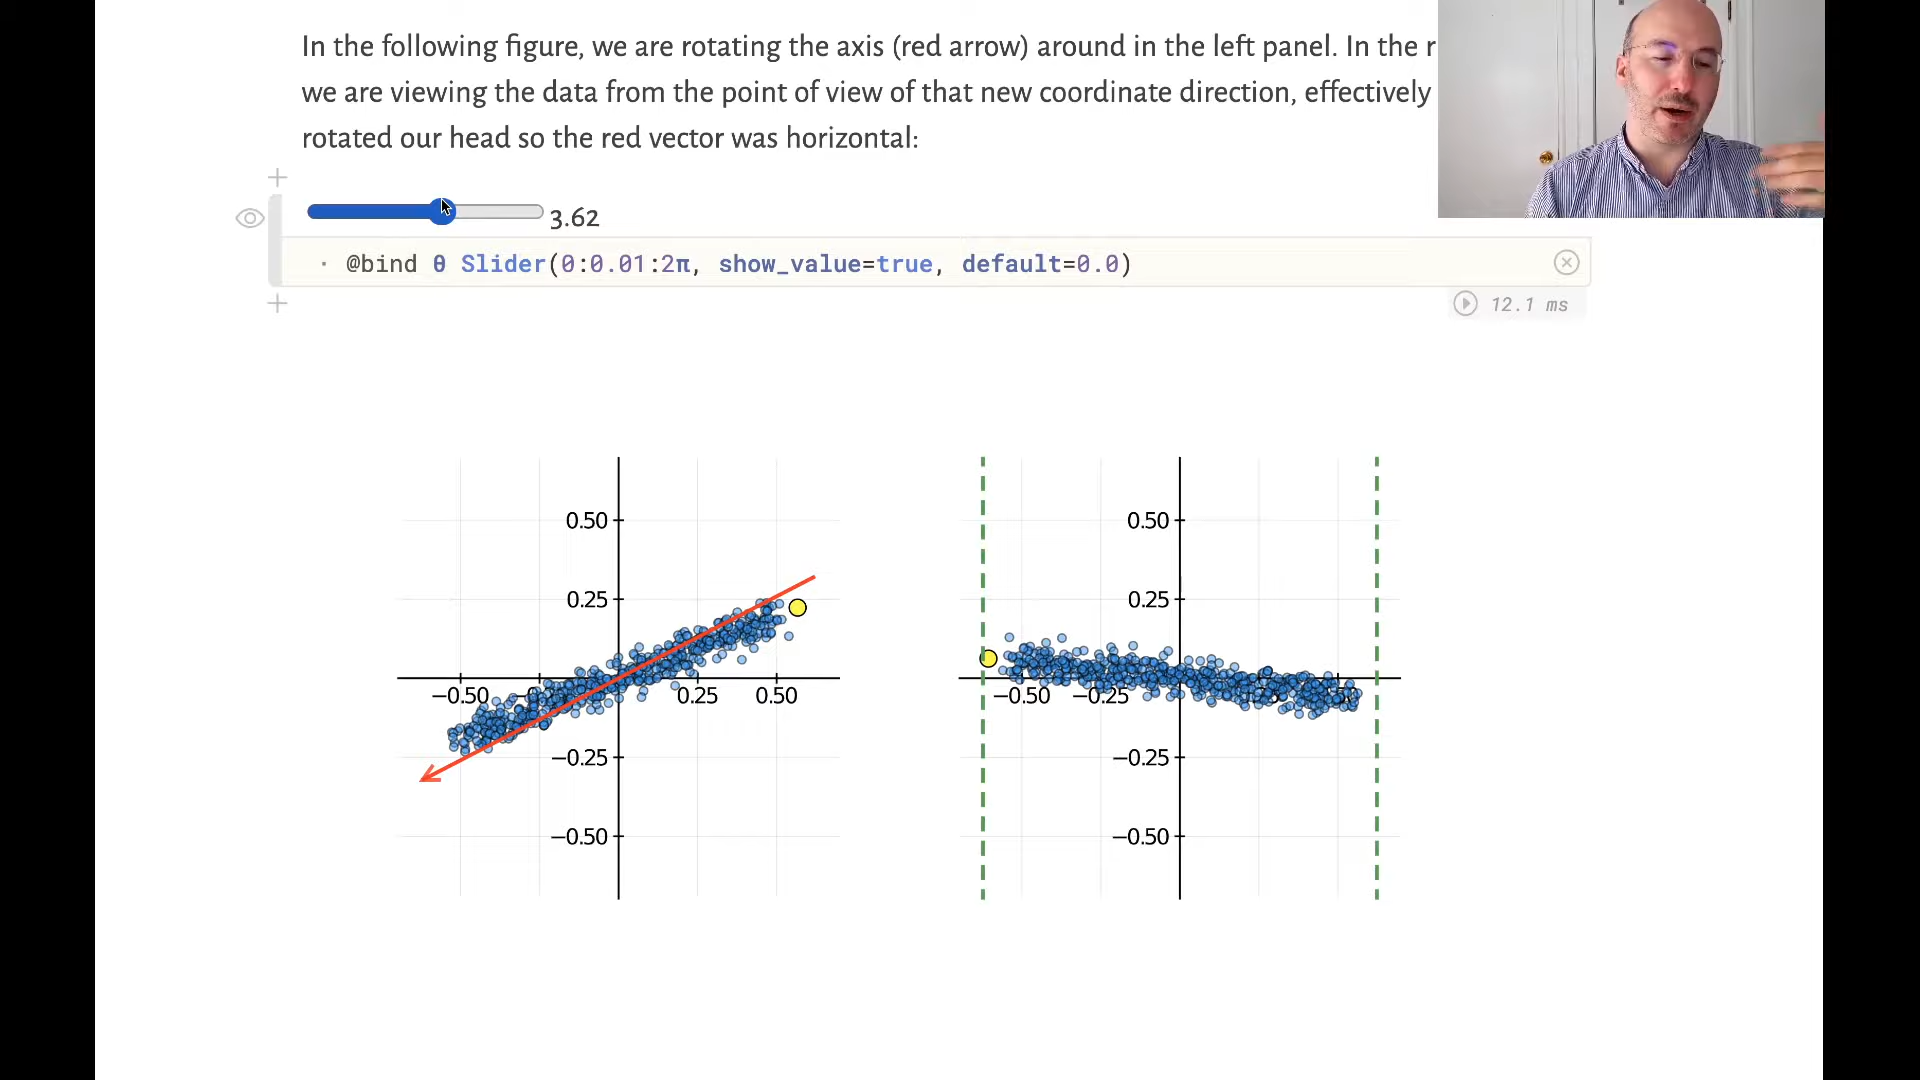 In the following figure, we are rotating the axis (red arrow) around in the left panel. In the r
we are viewing the data from the point of view of that new coordinate direction, effectively
rotated our head so the red vector was horizontal:
3.62
@bind θ Slider(0:0.01:2π, show_value=true, default=0.0)
12.1 ms
0.50
0.25
−0.50
0.25
0.50
−0.25
−0.50
0.50
0.25
−0.50
−0.25
−0.25
−0.50